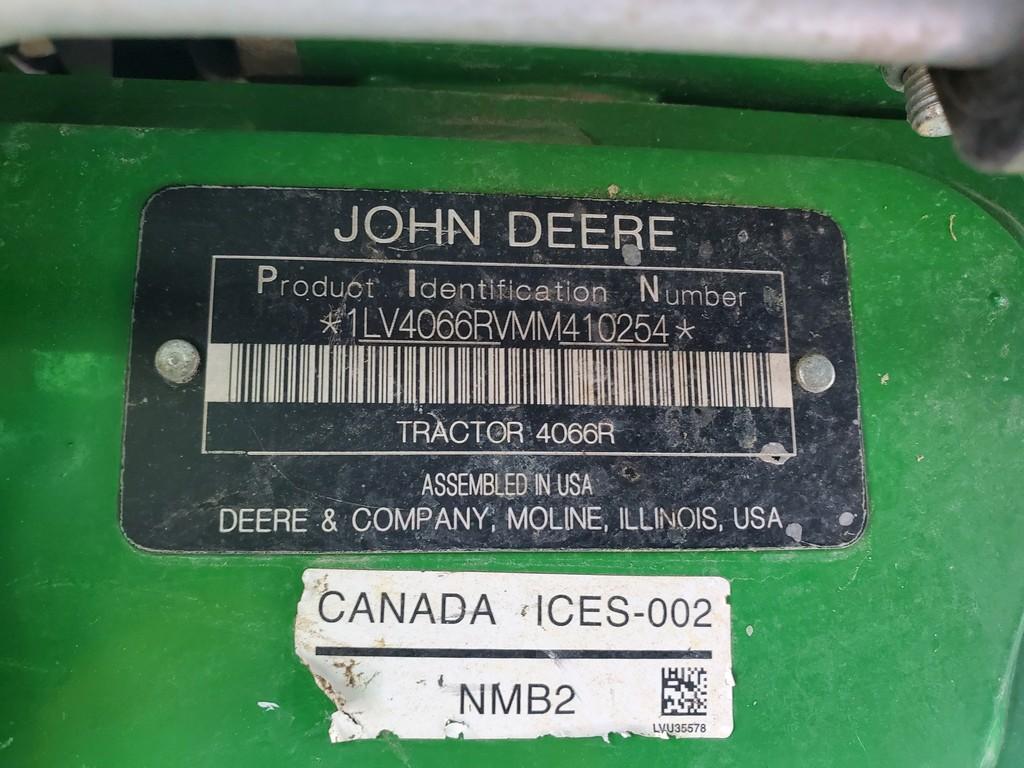 JOHN DEERE
Product Identification Number
*1LV4066RVMM410254*
TRACTOR 4066R
ASSEMBLED IN USA
DEERE & COMPANY, MOLINE, ILLINOIS, USA
CANADA ICES-002
NMB2
LVU35578